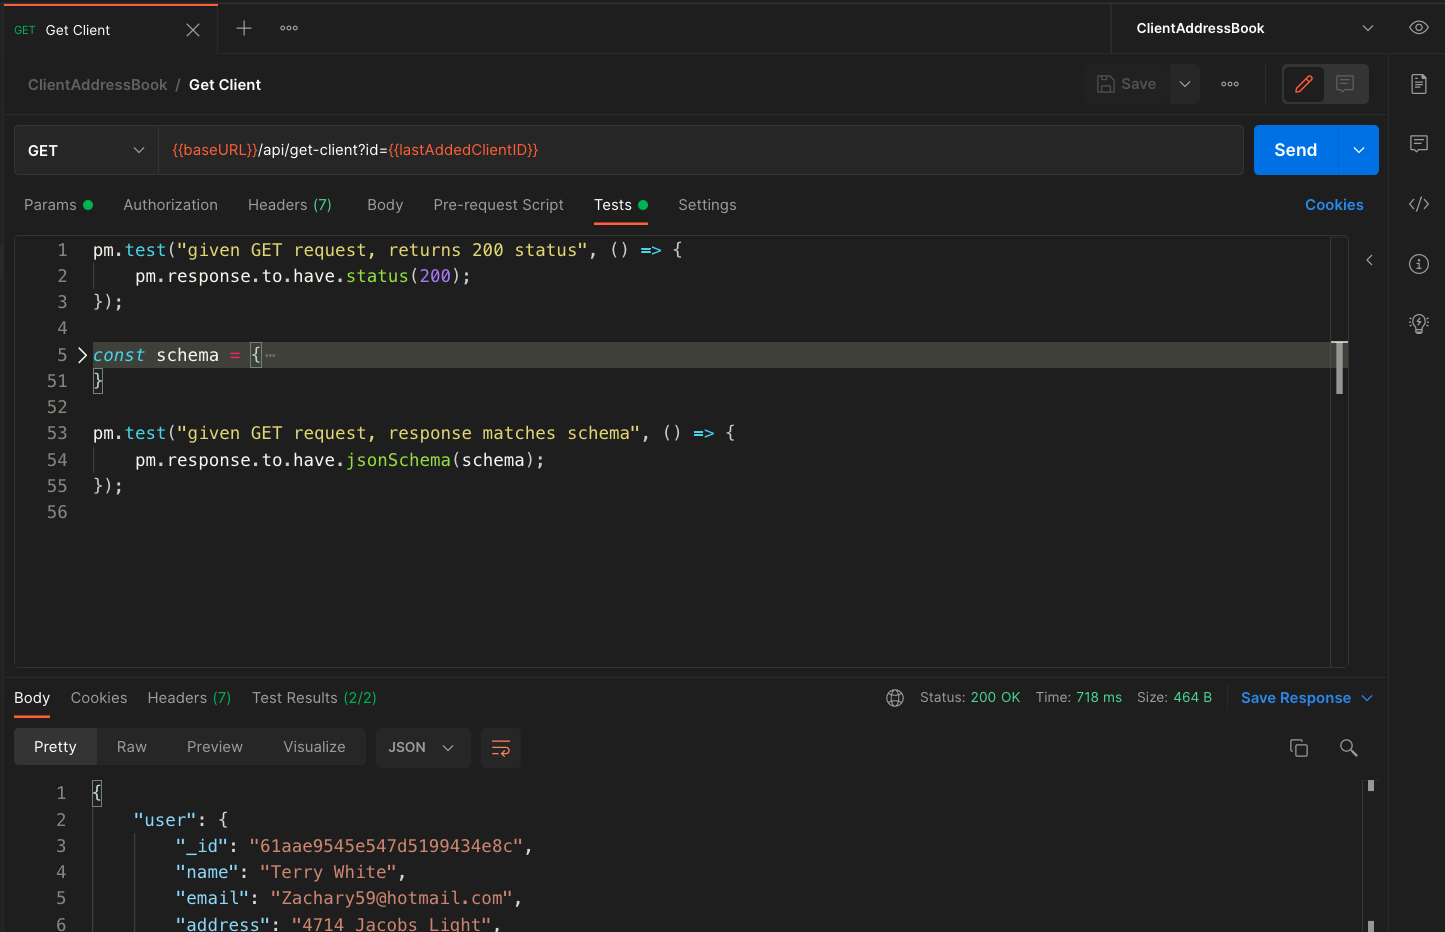 GET Get Client
ClientAddressBook
ClientAddressBook / Get Client
Save
GET {{baseURL}}/api/get-client?id={{lastAddedClientID}} Send
Params Authorization Headers (7) Body Pre-request Script Tests Settings Cookies
1 pm.test("given GET request, returns 200 status", () => {
2 pm.response.to.have.status(200);
3 });
4
5 const schema = {⋯
51 }
52
53 pm.test("given GET request, response matches schema", () => {
54 pm.response.to.have.jsonSchema(schema);
55 });
56
Body Cookies Headers (7) Test Results (2/2) Status: 200 OK Time: 718 ms Size: 464 B Save Response
Pretty Raw Preview Visualize JSON
1 {
2 "user": {
3 "_id": "61aae9545e547d5199434e8c",
4 "name": "Terry White",
5 "email": "Zachary59@hotmail.com",
6 "address": "4714 Jacobs Light",